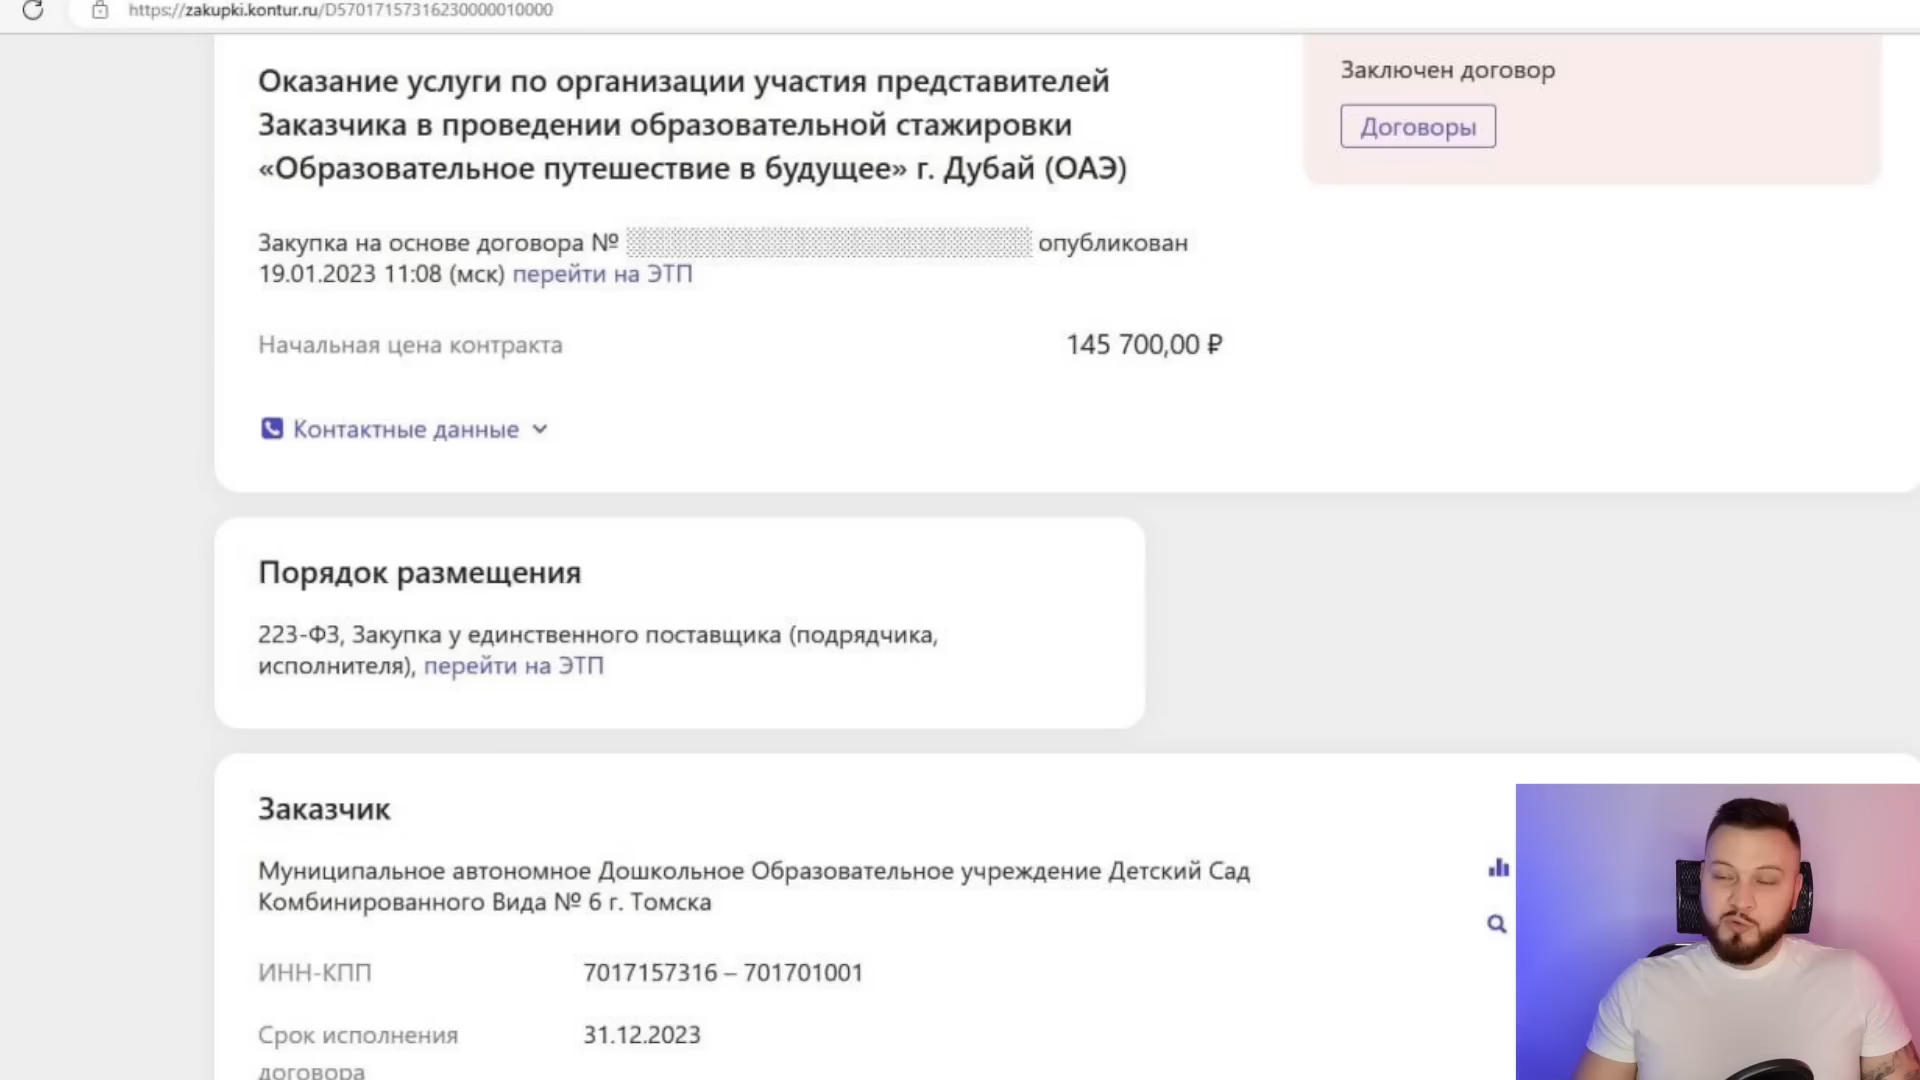 https://zakupki.kontur.ru/D57017157316230000010000
Оказание услуги по организации участия представителей
Заказчика в проведении образовательной стажировки
«Образовательное путешествие в будущее» г. Дубай (ОАЭ)
Заключен договор
Договоры
Закупка на основе договора № опубликован
19.01.2023 11:08 (мск) перейти на ЭТП
Начальная цена контракта 145 700,00 ₽
Контактные данные
Порядок размещения
223-ФЗ, Закупка у единственного поставщика (подрядчика,
исполнителя), перейти на ЭТП
Заказчик
Муниципальное автономное Дошкольное Образовательное учреждение Детский Сад
Комбинированного Вида № 6 г. Томска
ИНН-КПП 7017157316 – 701701001
Срок исполнения 31.12.2023
договора